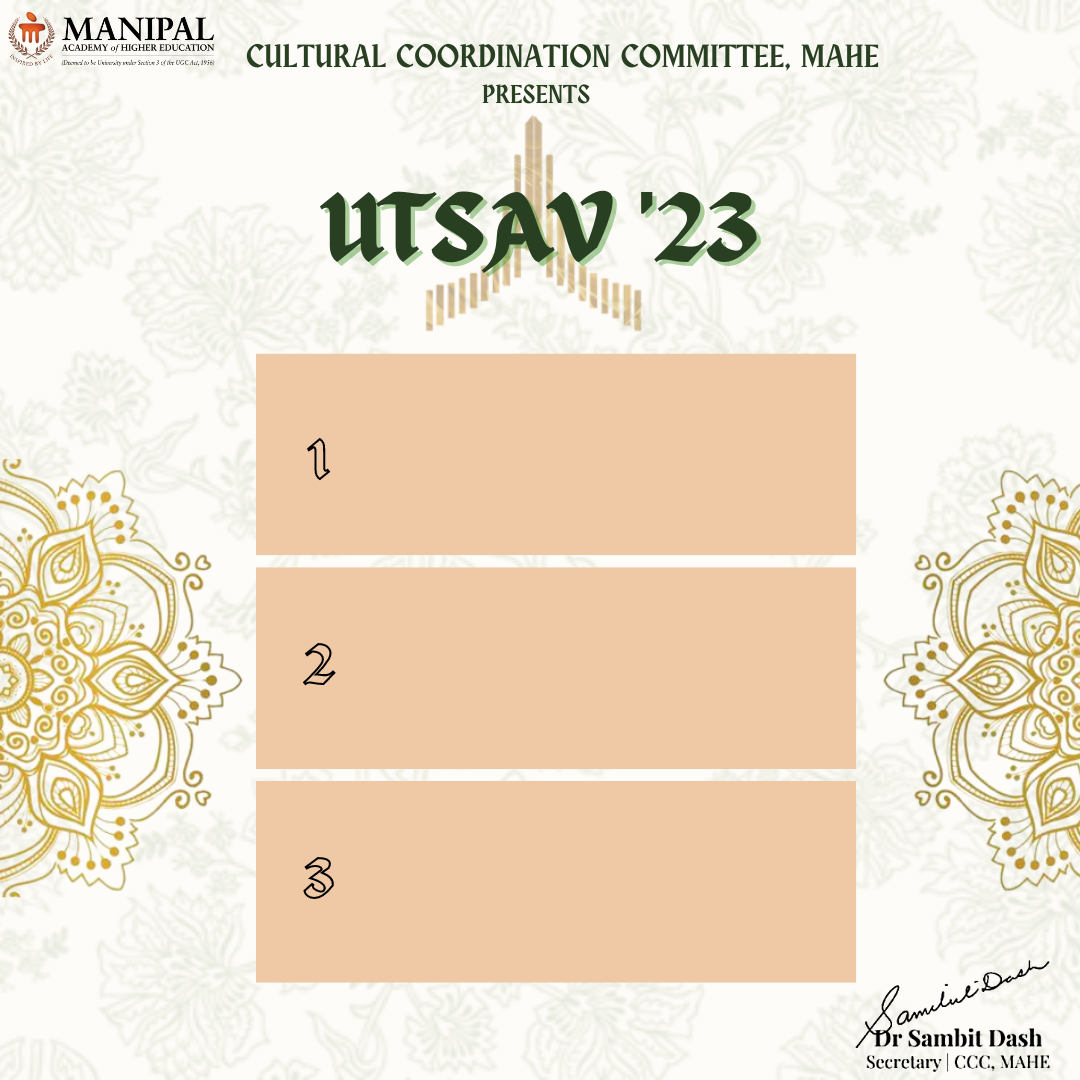 MANIPAL
ACADEMY of HIGHER EDUCATION
(Deemed to be University under Section 3 of the UGC Act, 1956)
INSPIRED BY LIFE
CULTURAL COORDINATION COMMITTEE, MAHE
PRESENTS
UTSAV '23
1
2
3
Sambit Dash
Dr Sambit Dash
Secretary | CCC, MAHE